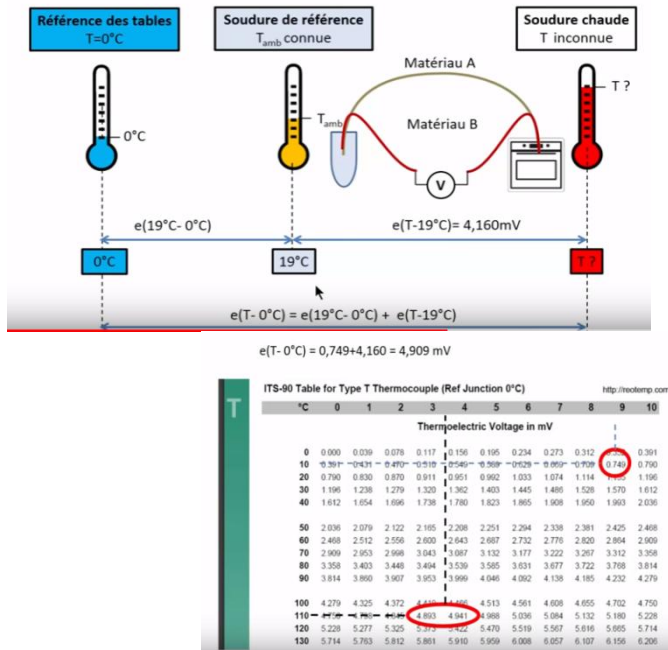 Référence des tables
T=0°C
Soudure de référence
Tamb connue
Soudure chaude
T inconnue
Matériau A
T ?
0°C
Tamb
Matériau B
V
e(19°C- 0°C)
e(T-19°C)= 4,160mV
0°C
19°C
T ?
e(T- 0°C) = e(19°C- 0°C) + e(T-19°C)
e(T- 0°C) = 0,749+4,160 = 4,909 mV
T
ITS-90 Table for Type T Thermocouple (Ref Junction 0°C)
http://reotemp.com
°C 0 1 2 3 4 5 6 7 8 9 10
Thermoelectric Voltage in mV
0 0.000 0.039 0.078 0.117 0.156 0.195 0.234 0.273 0.312 0.391
10 0.391 0.431 0.470 0.510 0.549 0.589 0.629 0.669 0.709 0.749 0.790
20 0.790 0.830 0.870 0.911 0.951 0.992 1.033 1.074 1.114 1.196
30 1.196 1.238 1.279 1.320 1.362 1.403 1.445 1.486 1.528 1.570 1.612
40 1.612 1.654 1.696 1.738 1.780 1.823 1.865 1.908 1.950 1.993 2.036
50 2.036 2.079 2.122 2.165 2.208 2.251 2.294 2.338 2.381 2.425 2.468
60 2.468 2.512 2.556 2.600 2.643 2.687 2.732 2.776 2.820 2.864 2.909
70 2.909 2.953 2.998 3.043 3.087 3.132 3.177 3.222 3.267 3.312 3.358
80 3.358 3.403 3.448 3.494 3.539 3.585 3.631 3.677 3.722 3.768 3.814
90 3.814 3.860 3.907 3.953 3.999 4.046 4.092 4.138 4.185 4.232 4.279
100 4.279 4.325 4.372 4.513 4.561 4.608 4.655 4.702 4.750
110 4.893 4.941 4.988 5.036 5.084 5.132 5.180 5.228
120 5.228 5.277 5.325 5.373 5.422 5.470 5.519 5.567 5.616 5.665 5.714
130 5.714 5.763 5.812 5.861 5.910 5.959 6.008 6.057 6.107 6.156 6.206